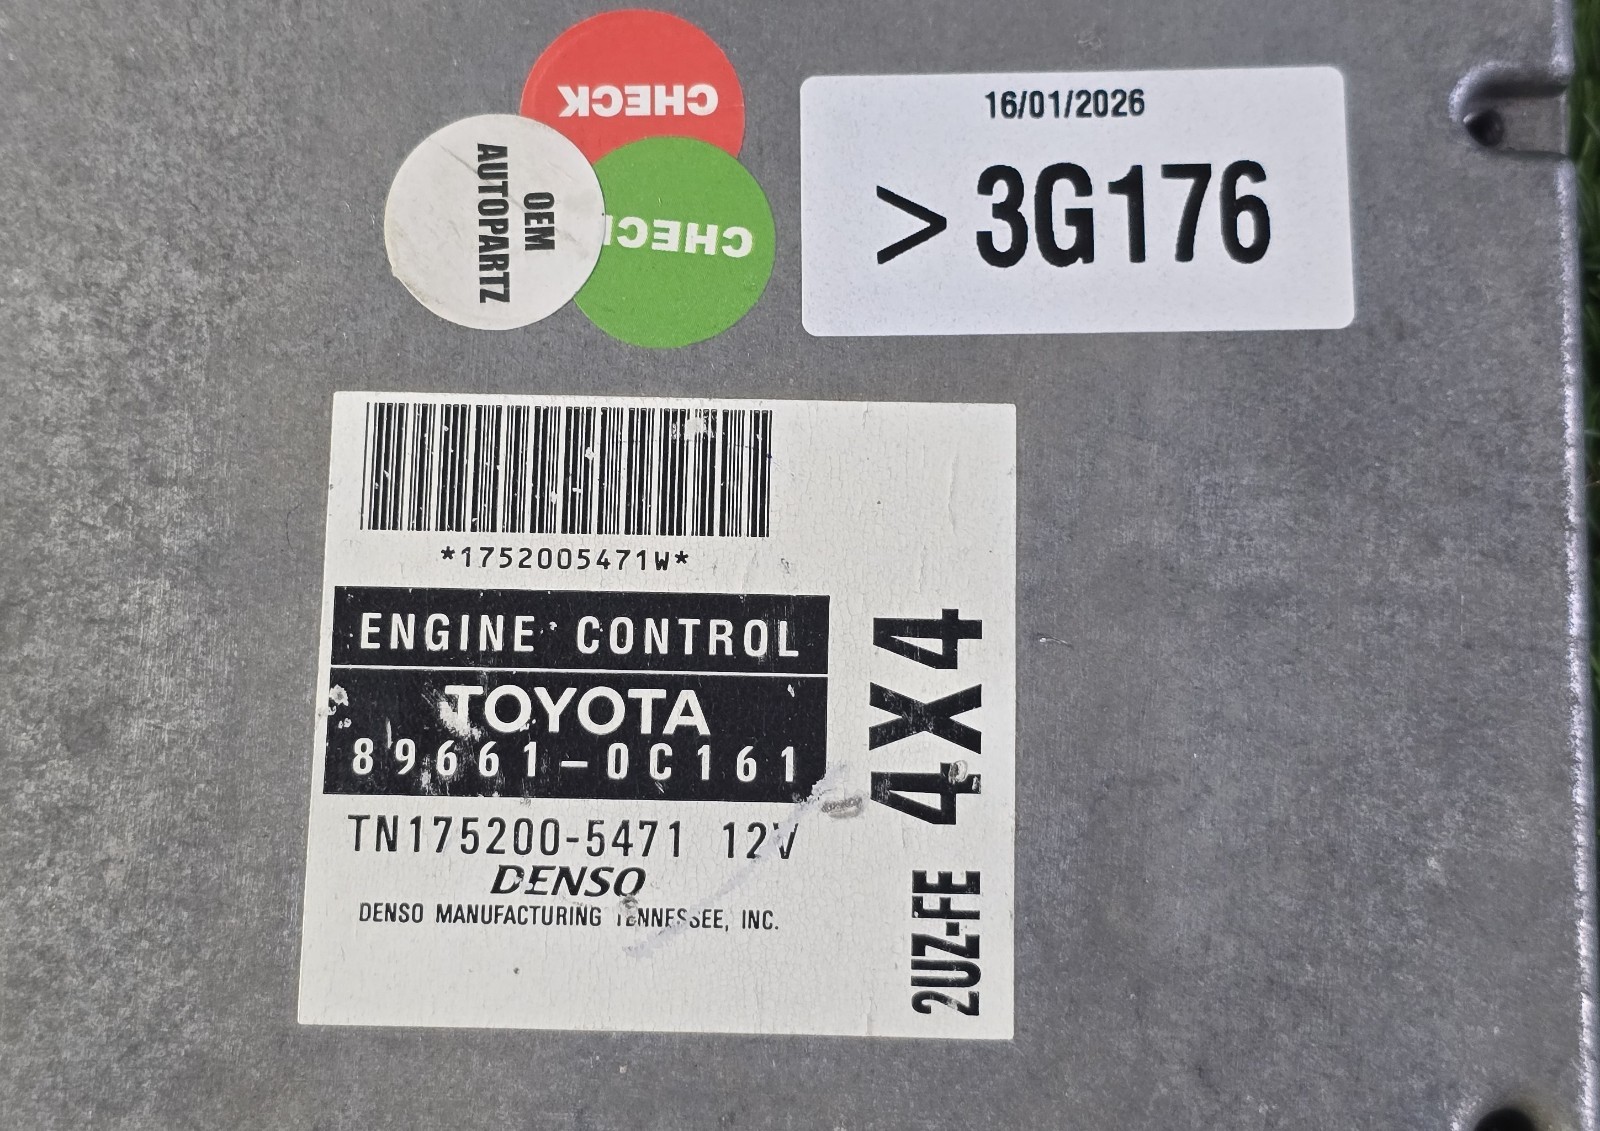 CHECK
CHECK
OEM
AUTOPARTZ
16/01/2026
> 3G176
*1752005471W*
ENGINE CONTROL
TOYOTA
89661-0C161
TN175200-5471 12V
DENSO
DENSO MANUFACTURING TENNESSEE, INC.
2UZ-FE 4X4